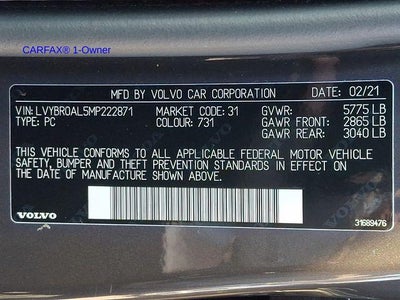 CARFAX® 1-Owner
MFD BY VOLVO CAR CORPORATION DATE: 02/21
VIN: LVYBR0AL5MP222871 MARKET CODE: 31 GVWR: 5775 LB
TYPE: PC COLOUR: 731 GAWR FRONT: 2865 LB
GAWR REAR: 3040 LB
THIS VEHICLE CONFORMS TO ALL APPLICABLE FEDERAL MOTOR VEHICLE
SAFETY, BUMPER AND THEFT PREVENTION STANDARDS IN EFFECT ON
THE DATE OF MANUFACTURE SHOWN ABOVE.
VOLVO
31689476